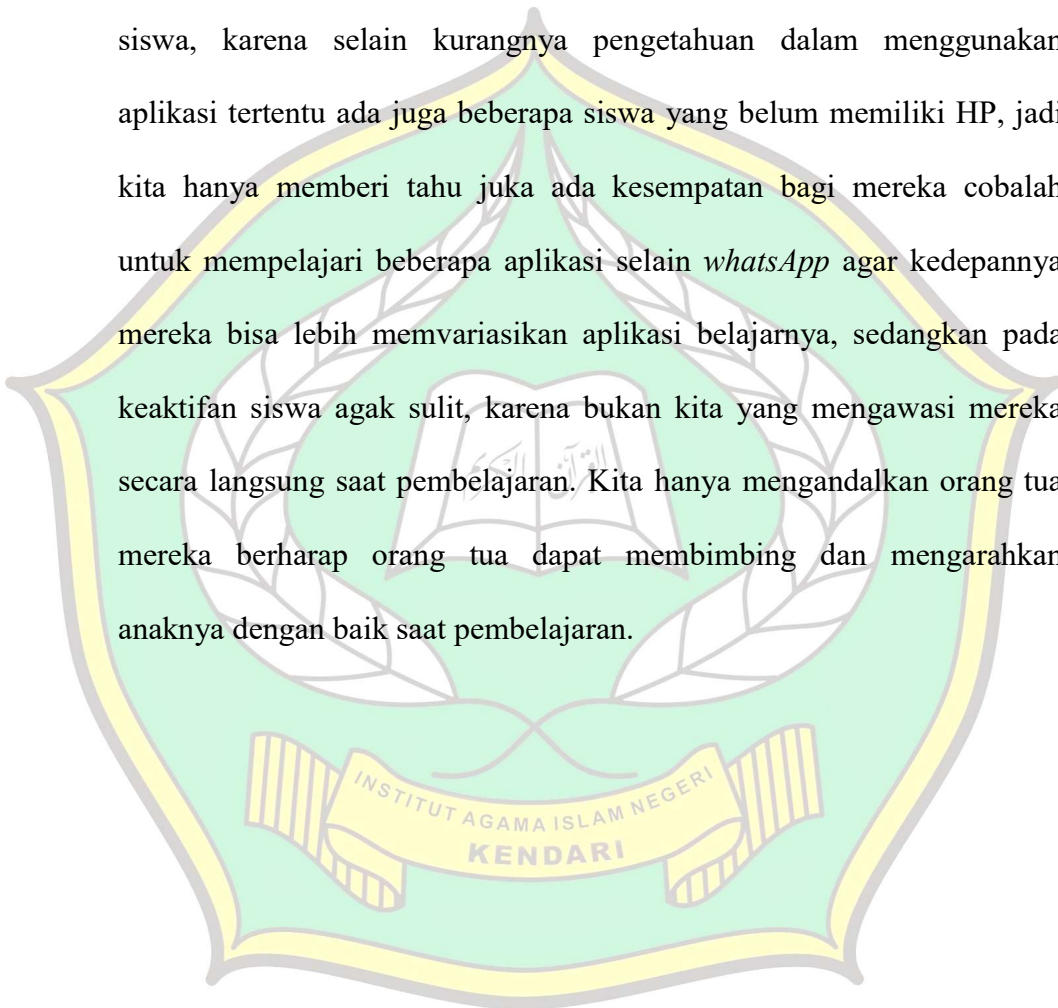 siswa, karena selain kurangnya pengetahuan dalam menggunakan
aplikasi tertentu ada juga beberapa siswa yang belum memiliki HP, jadi
kita hanya memberi tahu juka ada kesempatan bagi mereka cobalah
untuk mempelajari beberapa aplikasi selain whatsApp agar kedepannya
mereka bisa lebih memvariasikan aplikasi belajarnya, sedangkan pada
keaktifan siswa agak sulit, karena bukan kita yang mengawasi mereka
القرآن الكريم
secara langsung saat pembelajaran. Kita hanya mengandalkan orang tua
mereka berharap orang tua dapat membimbing dan mengarahkan
anaknya dengan baik saat pembelajaran.
INSTITUT AGAMA ISLAM NEGERI
KENDARI